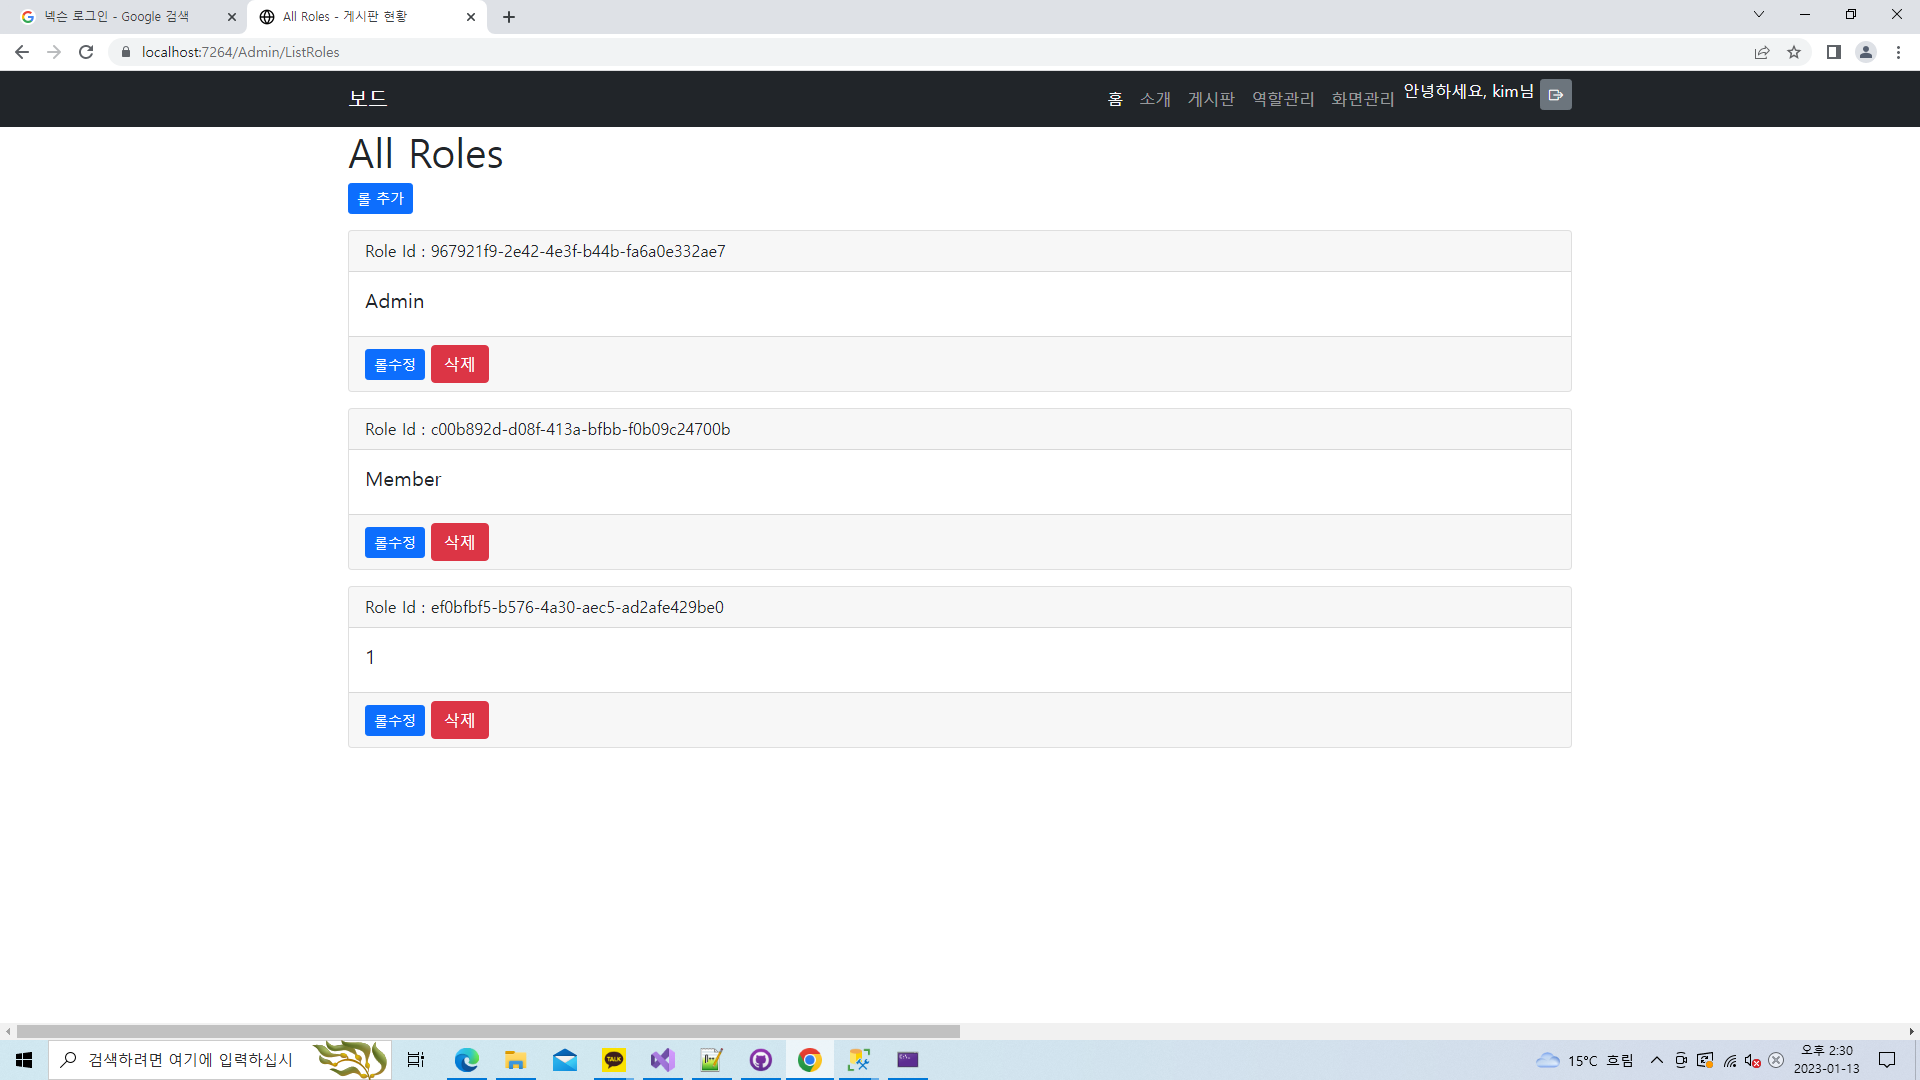 넥슨 로그인 - Google 검색
All Roles - 게시판 현황
localhost:7264/Admin/ListRoles
보드
홈 소개 게시판 역할관리 화면관리 안녕하세요, kim님
All Roles
롤 추가
Role Id : 967921f9-2e42-4e3f-b44b-fa6a0e332ae7
Admin
롤수정 삭제
Role Id : c00b892d-d08f-413a-bfbb-f0b09c24700b
Member
롤수정 삭제
Role Id : ef0bfbf5-b576-4a30-aec5-ad2afe429be0
1
롤수정 삭제
검색하려면 여기에 입력하십시
TALK
15°C 흐림
오후 2:30
2023-01-13